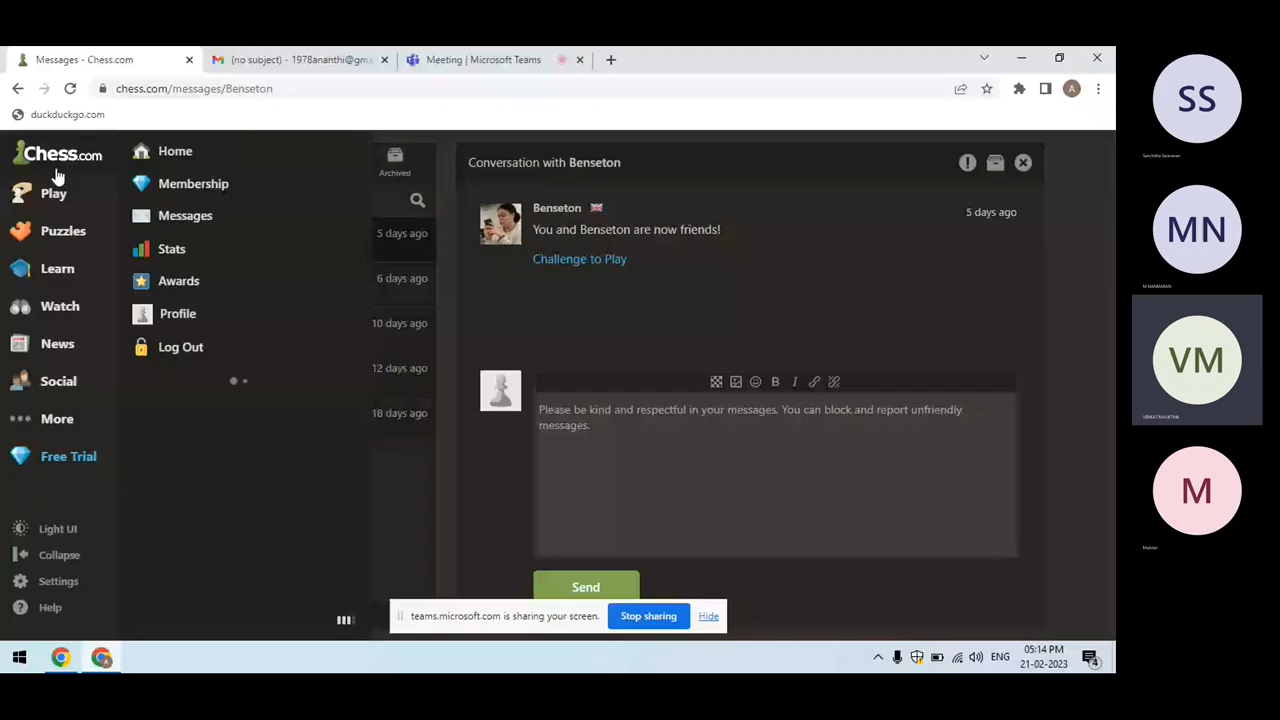 Messages - Chess.com
(no subject) - 1978ananthi@gm
Meeting | Microsoft Teams
chess.com/messages/Benseton
A
duckduckgo.com
Chess.com
Play
Puzzles
Learn
Watch
News
Social
More
Free Trial
Light UI
Collapse
Settings
Help
Home
Membership
Messages
Stats
Awards
Profile
Log Out
Archived
5 days ago
6 days ago
10 days ago
12 days ago
18 days ago
Conversation with Benseton
Benseton
5 days ago
You and Benseton are now friends!
Challenge to Play
B I
Please be kind and respectful in your messages. You can block and report unfriendly
messages.
Send
teams.microsoft.com is sharing your screen.
Stop sharing
Hide
A
ENG
05:14 PM
21-02-2023
4
SS
MN
VM
M